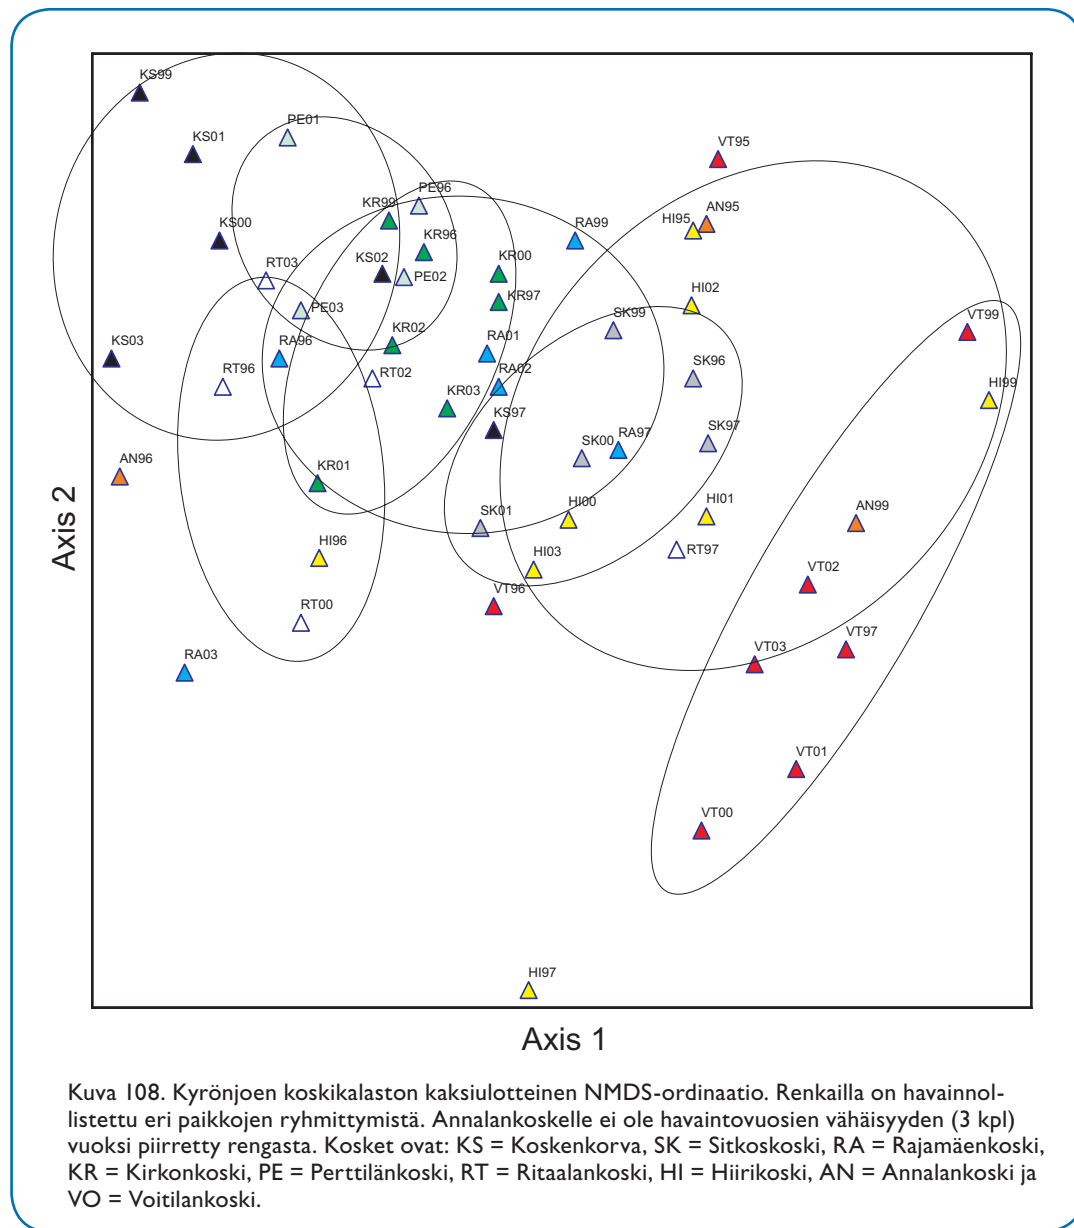 KS99
KS01
PE01
VT95
PE96
KR99
AN95
HI95
KS00
KR96
RA99
KS02
KR00
RT03
PE02
KR97
HI02
PE03
SK99
VT99
KS03
RA96
KR02
RA01
RT96
RT02
RA02
SK96
HI99
KR03
KS97
SK97
SK00
RA97
AN96
KR01
HI00
HI01
SK01
AN99
HI96
HI03
RT97
VT02
VT96
RT00
VT97
VT03
RA03
VT01
VT00
HI97
Axis 2
Axis 1
Kuva 108. Kyrönjoen koskikalaston kaksiulotteinen NMDS-ordinaatio. Renkailla on havainnol-
listettu eri paikkojen ryhmittymistä. Annalankoskelle ei ole havaintovuosien vähäisyyden (3 kpl)
vuoksi piirretty rengasta. Kosket ovat: KS = Koskenkorva, SK = Sitkoskoski, RA = Rajamäenkoski,
KR = Kirkonkoski, PE = Perttilänkoski, RT = Ritaalankoski, HI = Hiirikoski, AN = Annalankoski ja
VO = Voitilankoski.